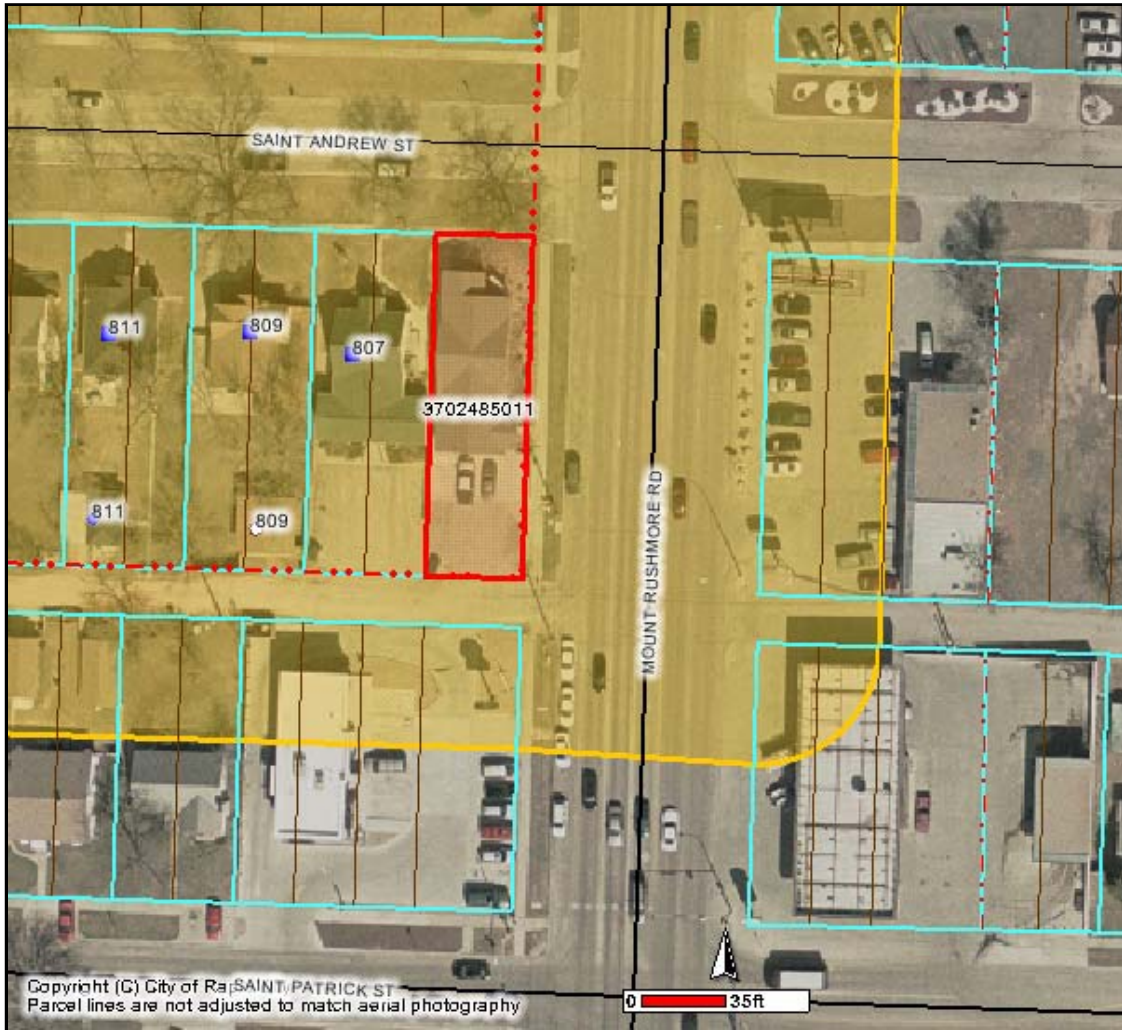 SAINT ANDREW ST
811
809
807
3702485011
811
809
MOUNT RUSHMORE RD
Copyright (C) City of Rap
SAINT PATRICK ST
Parcel lines are not adjusted to match aerial photography
0 35ft